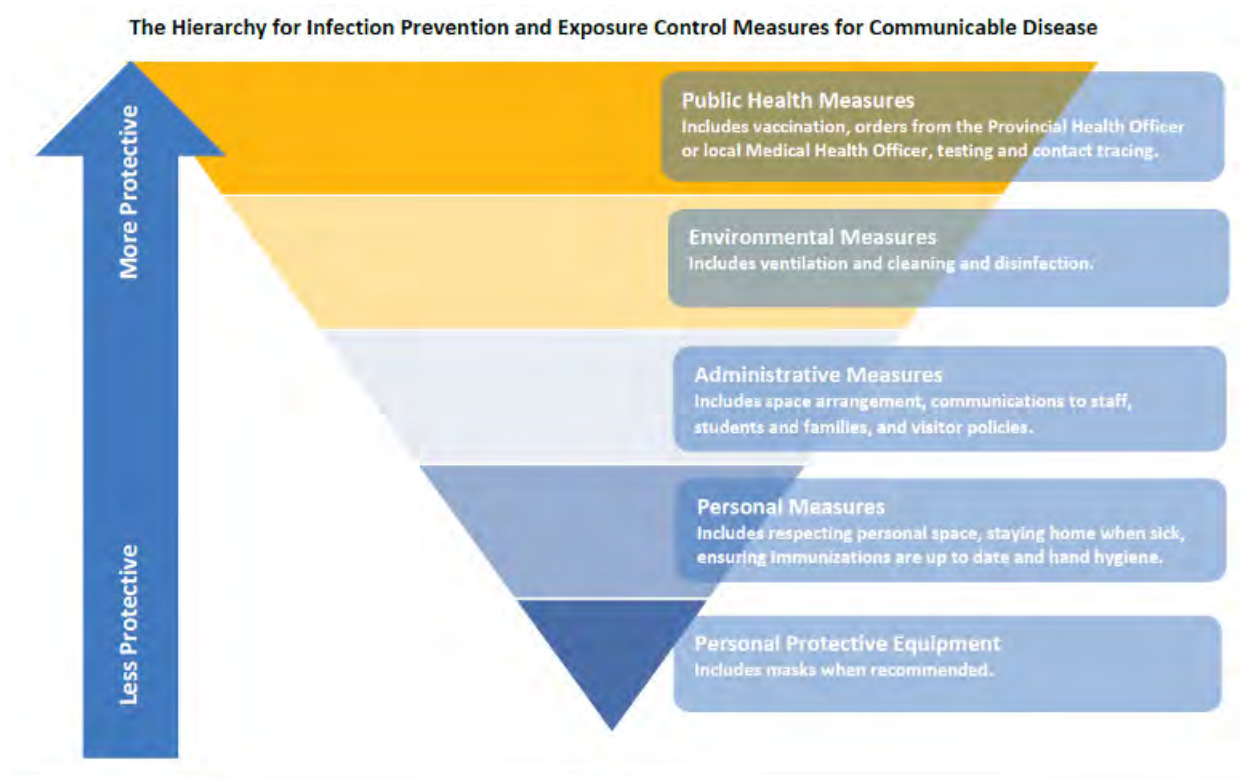 The Hierarchy for Infection Prevention and Exposure Control Measures for Communicable Disease
More Protective
Less Protective
Public Health Measures
Includes vaccination, orders from the Provincial Health Officer
or local Medical Health Officer, testing and contact tracing.
Environmental Measures
Includes ventilation and cleaning and disinfection.
Administrative Measures
Includes space arrangement, communications to staff,
students and families, and visitor policies.
Personal Measures
Includes respecting personal space, staying home when sick,
ensuring immunizations are up to date and hand hygiene.
Personal Protective Equipment
Includes masks when recommended.